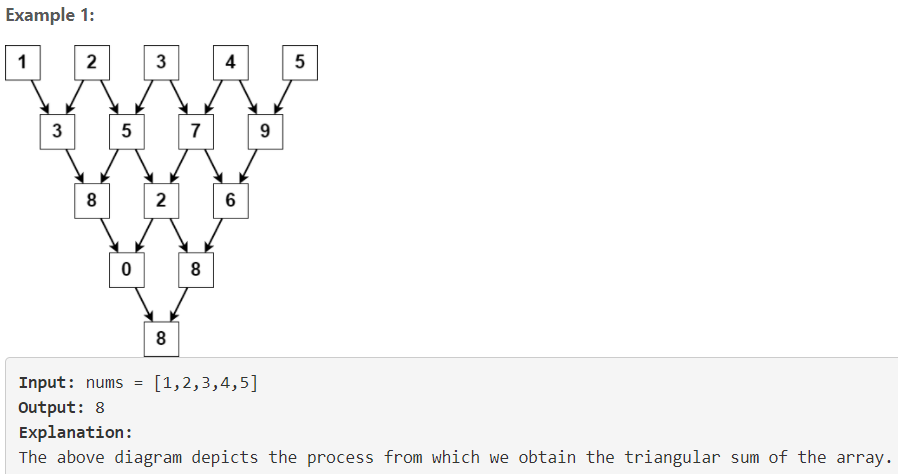 Example 1:
1 2 3 4 5
3 5 7 9
8 2 6
0 8
8
Input: nums = [1,2,3,4,5]
Output: 8
Explanation:
The above diagram depicts the process from which we obtain the triangular sum of the array.